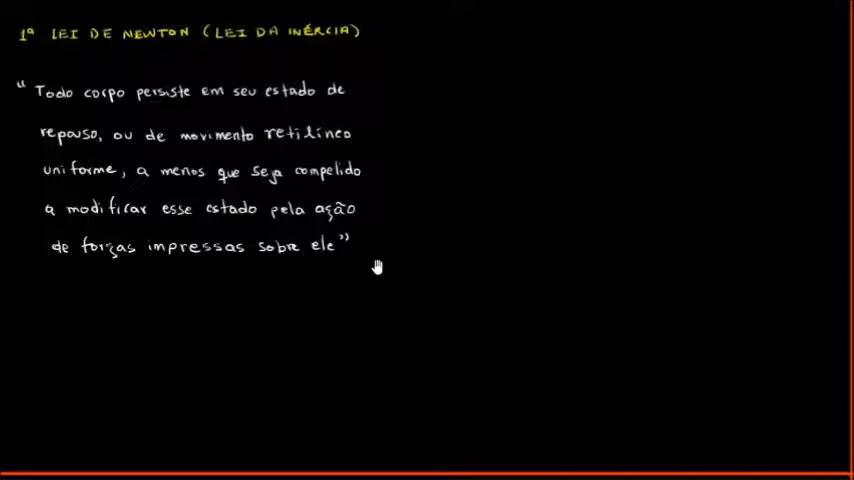 1ª LEI DE NEWTON (LEI DA INÉRCIA)
"Todo corpo persiste em seu estado de
repouso, ou de movimento retilíneo
uniforme, a menos que seja compelido
a modificar esse estado pela ação
de forças impressas sobre ele"